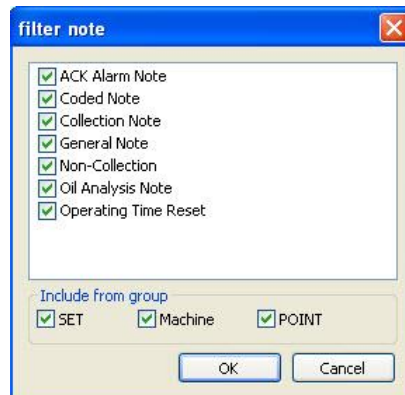 filter note
ACK Alarm Note
Coded Note
Collection Note
General Note
Non-Collection
Oil Analysis Note
Operating Time Reset
Include from group
SET Machine POINT
OK Cancel